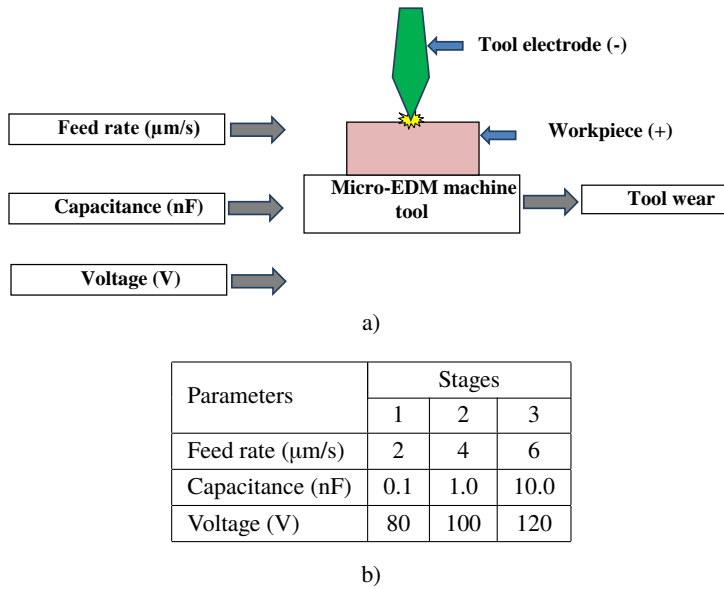 Tool electrode (-)
Feed rate (µm/s)
Workpiece (+)
Micro-EDM machine
tool
Capacitance (nF)
Tool wear
Voltage (V)
a)
Parameters Stages
1 2 3
Feed rate (µm/s) 2 4 6
Capacitance (nF) 0.1 1.0 10.0
Voltage (V) 80 100 120
b)